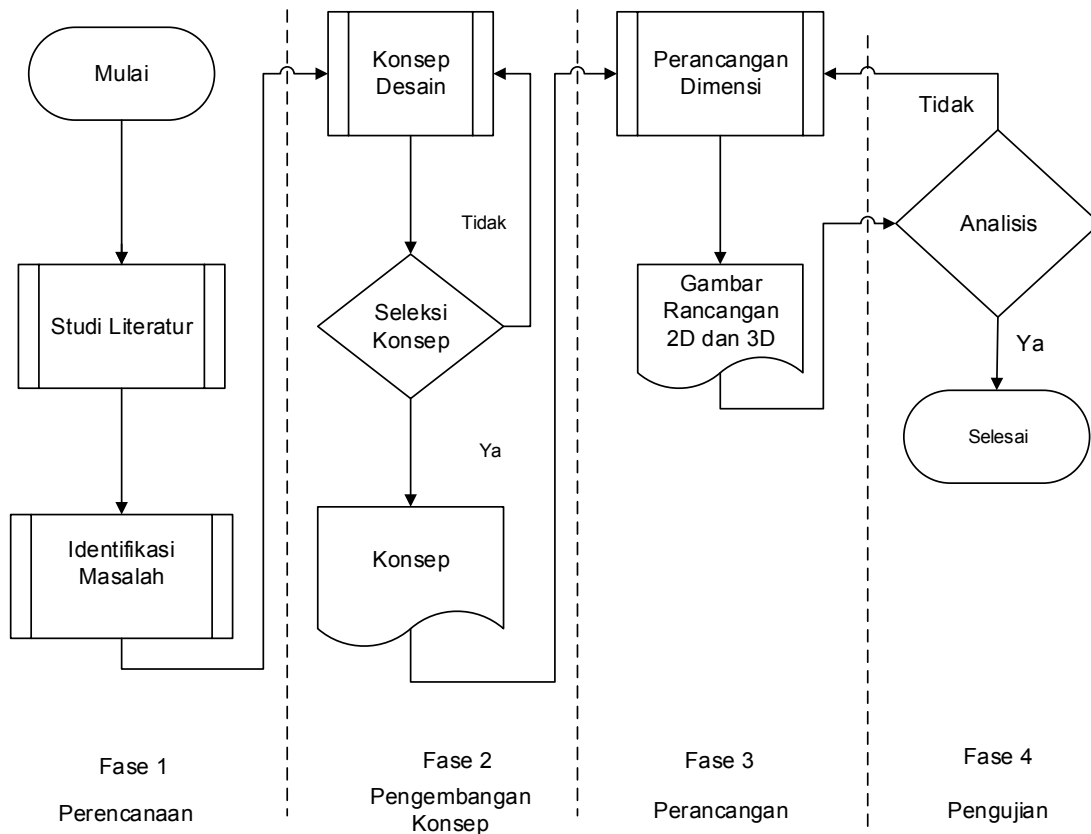 Mulai
Studi Literatur
Identifikasi
Masalah
Konsep
Desain
Tidak
Seleksi
Konsep
Ya
Konsep
Perancangan
Dimensi
Gambar
Rancangan
2D dan 3D
Tidak
Analisis
Ya
Selesai
Fase 1
Perencanaan
Fase 2
Pengembangan
Konsep
Fase 3
Perancangan
Fase 4
Pengujian